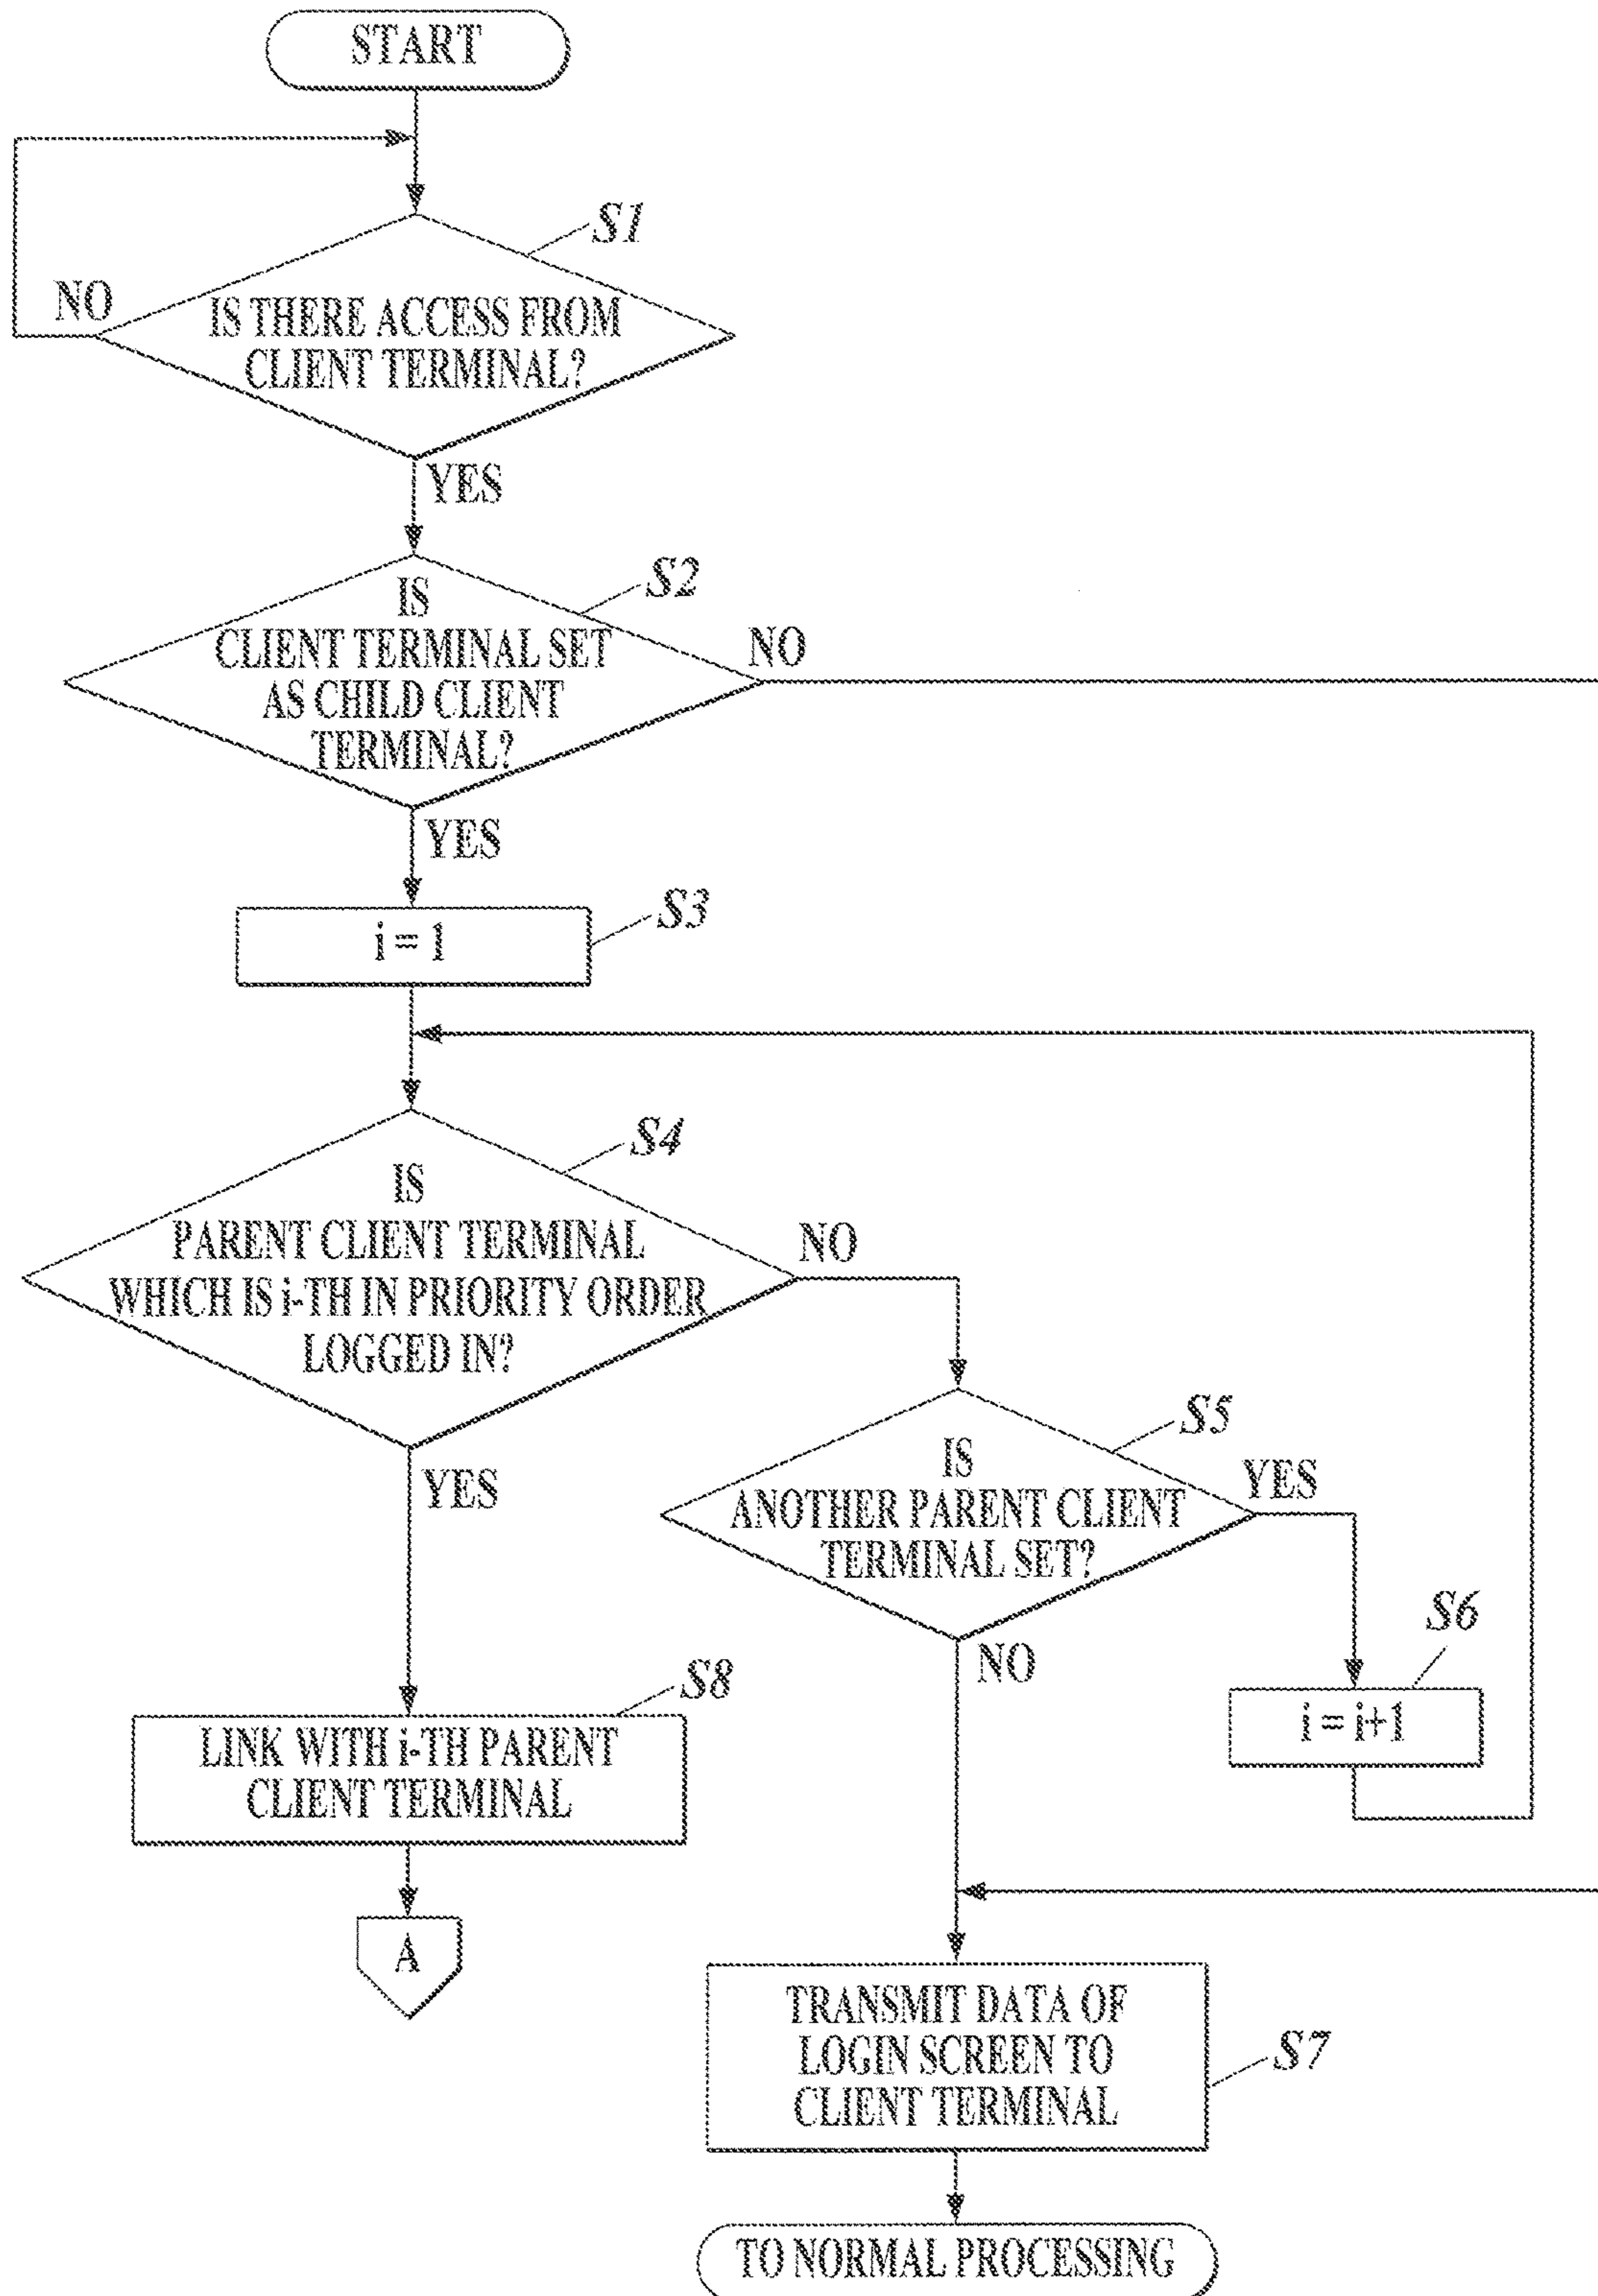 START
S1
NO
IS THERE ACCESS FROM
CLIENT TERMINAL?
YES
S2
IS
CLIENT TERMINAL SET
AS CHILD CLIENT
TERMINAL?
NO
YES
S3
i = 1
S4
IS
PARENT CLIENT TERMINAL
WHICH IS i-TH IN PRIORITY ORDER
LOGGED IN?
NO
YES
S5
IS
ANOTHER PARENT CLIENT
TERMINAL SET?
YES
NO
S6
i = i+1
S8
LINK WITH i-TH PARENT
CLIENT TERMINAL
A
TRANSMIT DATA OF
LOGIN SCREEN TO
CLIENT TERMINAL
S7
TO NORMAL PROCESSING